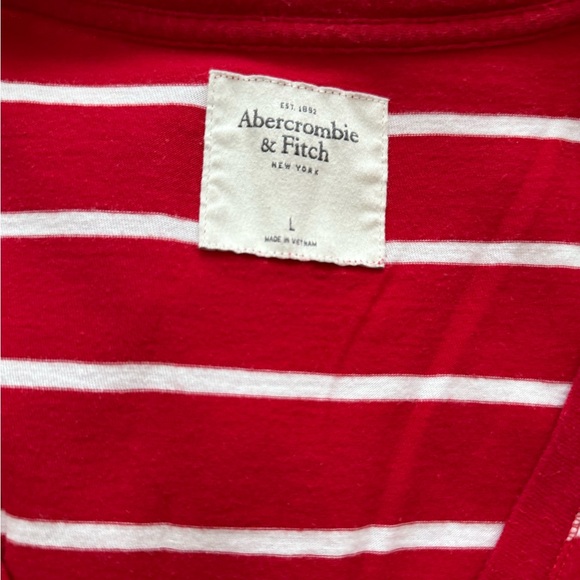 EST. 1892
Abercrombie
& Fitch
NEW YORK
L
MADE IN VIETNAM